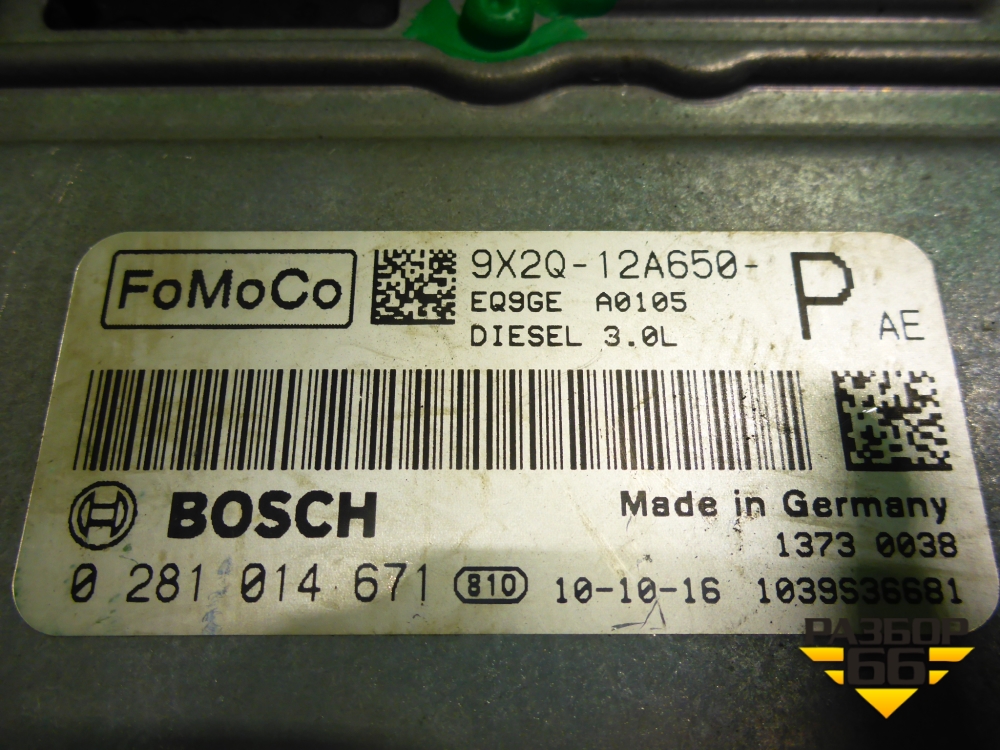 FoMoCo
9X2Q-12A650-
P
AE
EQ9GE A0105
DIESEL 3.0L
BOSCH
Made in Germany
1373 0038
0 281 014 671 810 10-10-16 1039S36681
РАЗБОР
66